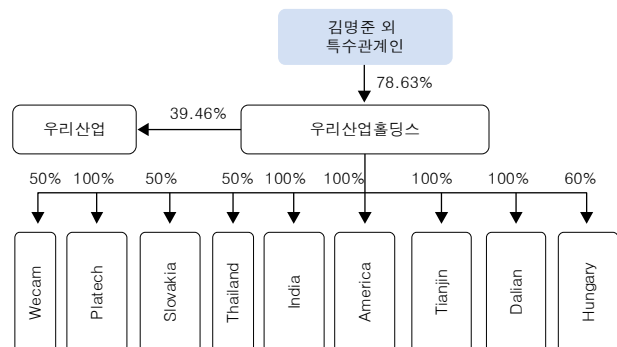 김명준 외
특수관계인
78.63%
39.46%
우리산업
우리산업홀딩스
50% 100% 50% 50% 100% 100% 100% 100% 60%
Wecam
Platech
Slovakia
Thailand
India
America
Tianjin
Dalian
Hungary